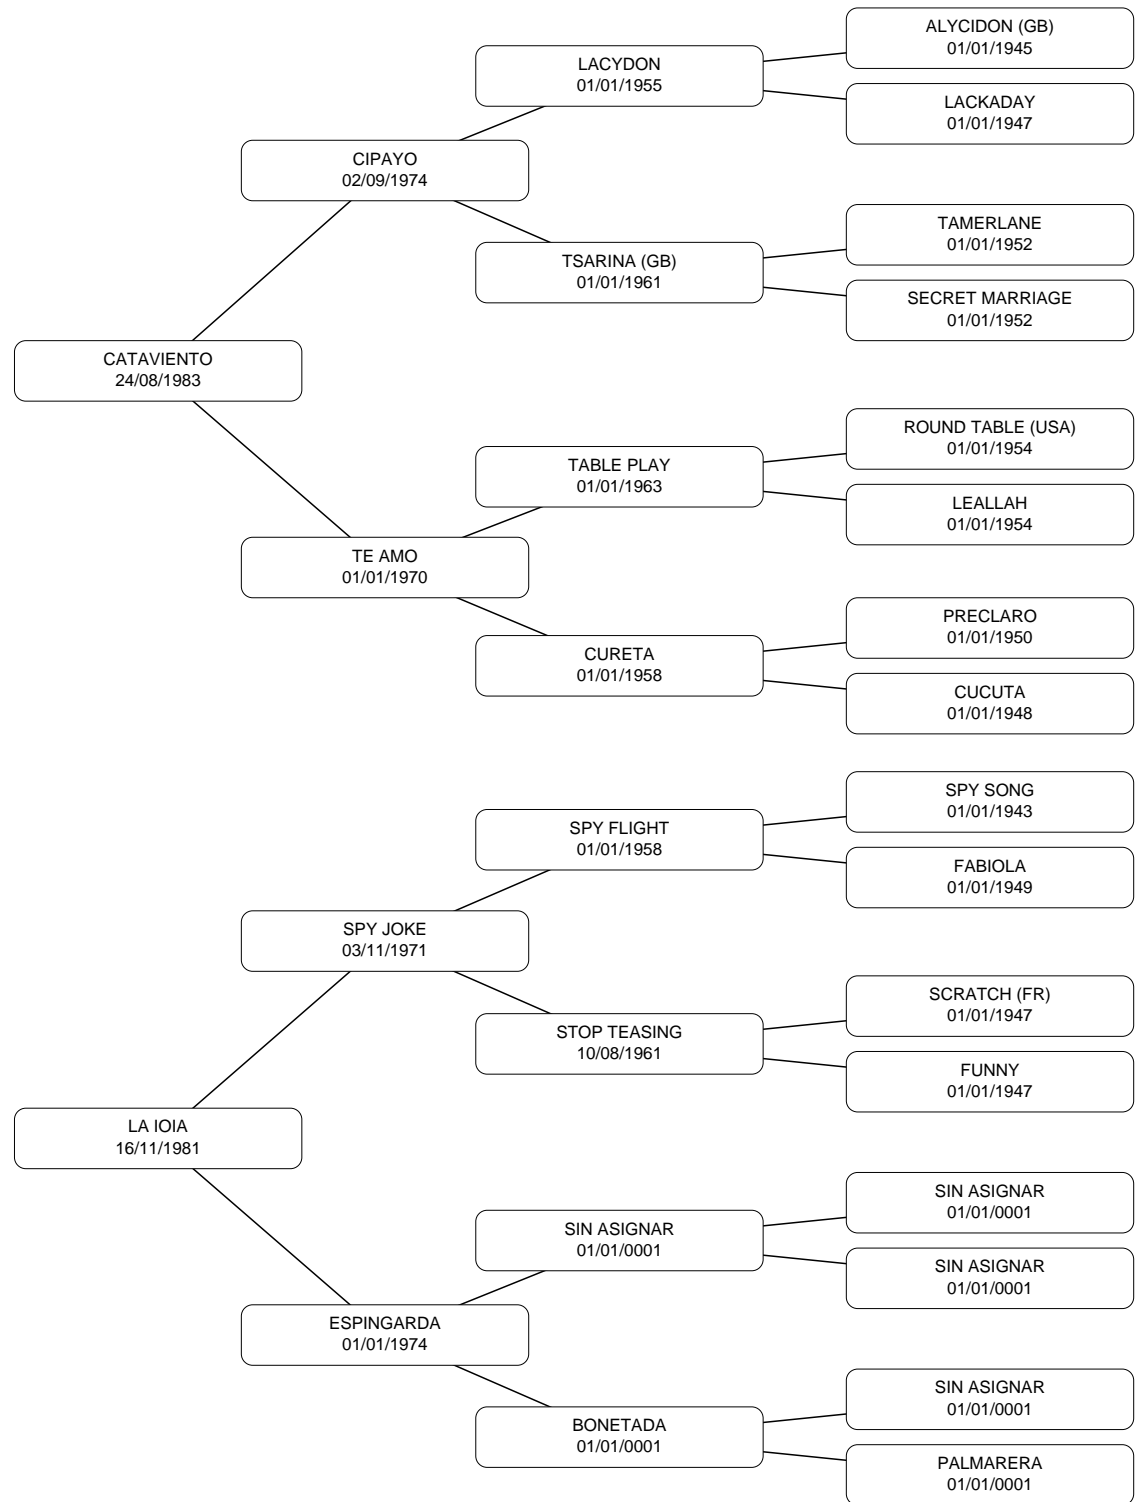 ALYCIDON (GB)
01/01/1945
LACYDON
01/01/1955
LACKADAY
01/01/1947
CIPAYO
02/09/1974
TAMERLANE
01/01/1952
TSARINA (GB)
01/01/1961
SECRET MARRIAGE
01/01/1952
CATAVIENTO
24/08/1983
ROUND TABLE (USA)
01/01/1954
TABLE PLAY
01/01/1963
LEALLAH
01/01/1954
TE AMO
01/01/1970
PRECLARO
01/01/1950
CURETA
01/01/1958
CUCUTA
01/01/1948
SPY SONG
01/01/1943
SPY FLIGHT
01/01/1958
FABIOLA
01/01/1949
SPY JOKE
03/11/1971
SCRATCH (FR)
01/01/1947
STOP TEASING
10/08/1961
FUNNY
01/01/1947
LA IOIA
16/11/1981
SIN ASIGNAR
01/01/0001
SIN ASIGNAR
01/01/0001
SIN ASIGNAR
01/01/0001
ESPINGARDA
01/01/1974
SIN ASIGNAR
01/01/0001
BONETADA
01/01/0001
PALMARERA
01/01/0001